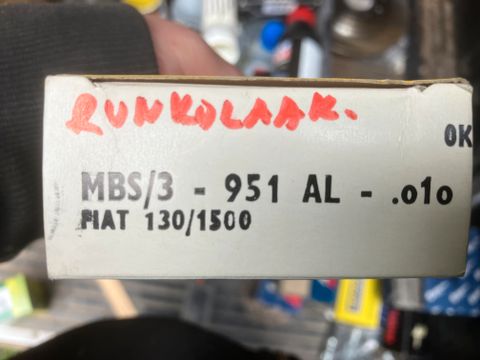 RUNKOLAAK.
OK
MBS/3 - 951 AL - .010
FIAT 130/1500